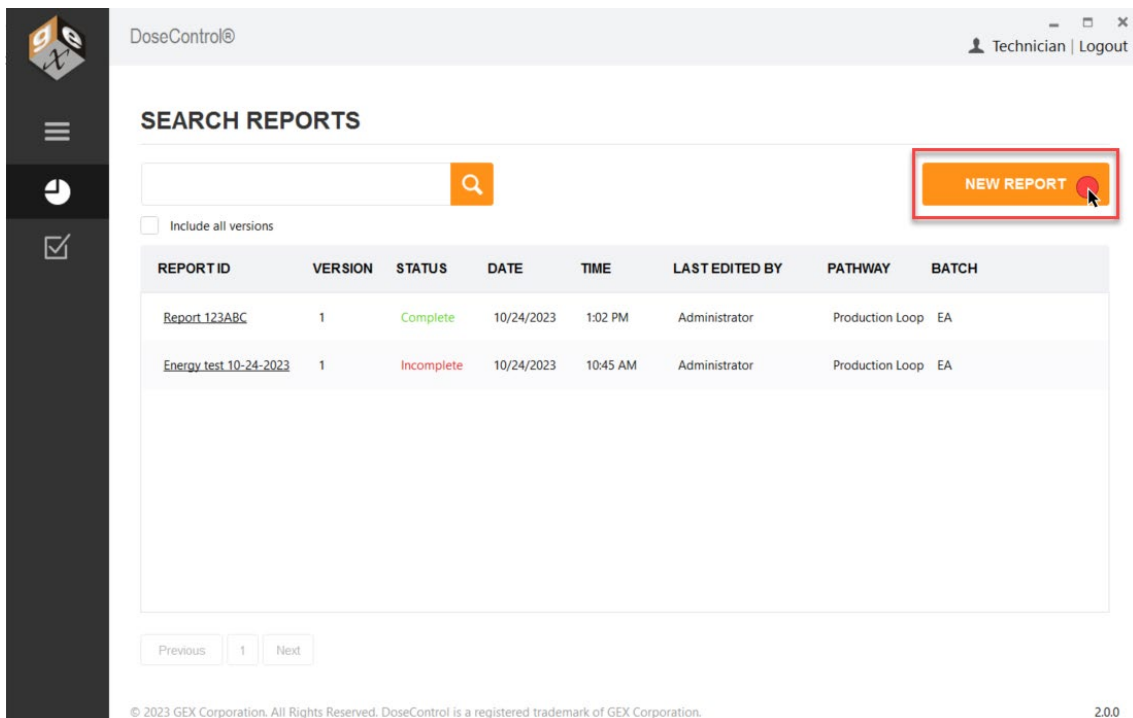 gex
DoseControl®
Technician | Logout
SEARCH REPORTS
NEW REPORT
Include all versions
REPORT ID VERSION STATUS DATE TIME LAST EDITED BY PATHWAY BATCH
Report 123ABC 1 Complete 10/24/2023 1:02 PM Administrator Production Loop EA
Energy test 10-24-2023 1 Incomplete 10/24/2023 10:45 AM Administrator Production Loop EA
Previous 1 Next
© 2023 GEX Corporation. All Rights Reserved. DoseControl is a registered trademark of GEX Corporation. 2.0.0